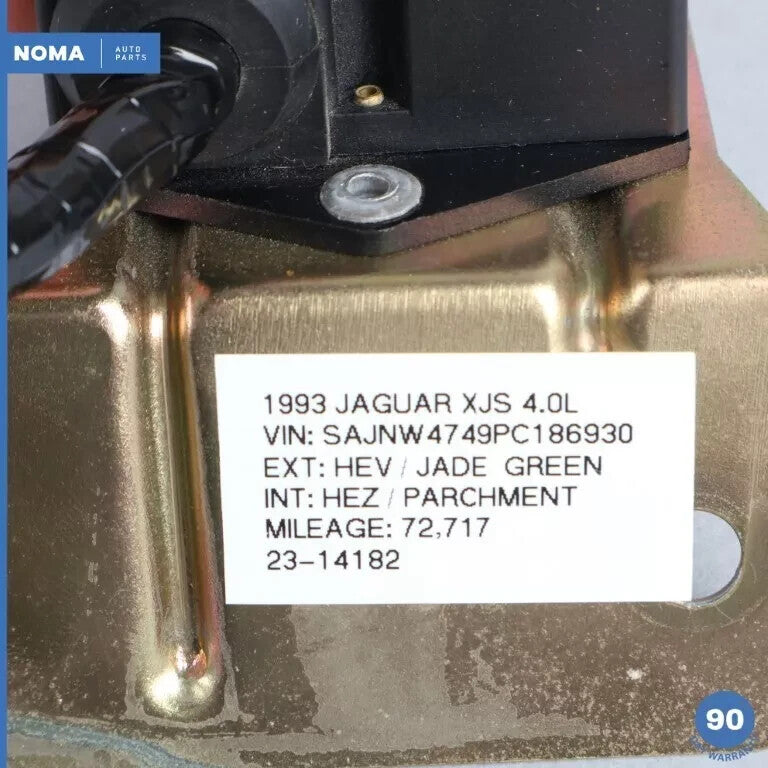 NOMA AUTO
PARTS
1993 JAGUAR XJS 4.0L
VIN: SAJNW4749PC186930
EXT: HEV / JADE GREEN
INT: HEZ / PARCHMENT
MILEAGE: 72,717
23-14182
90